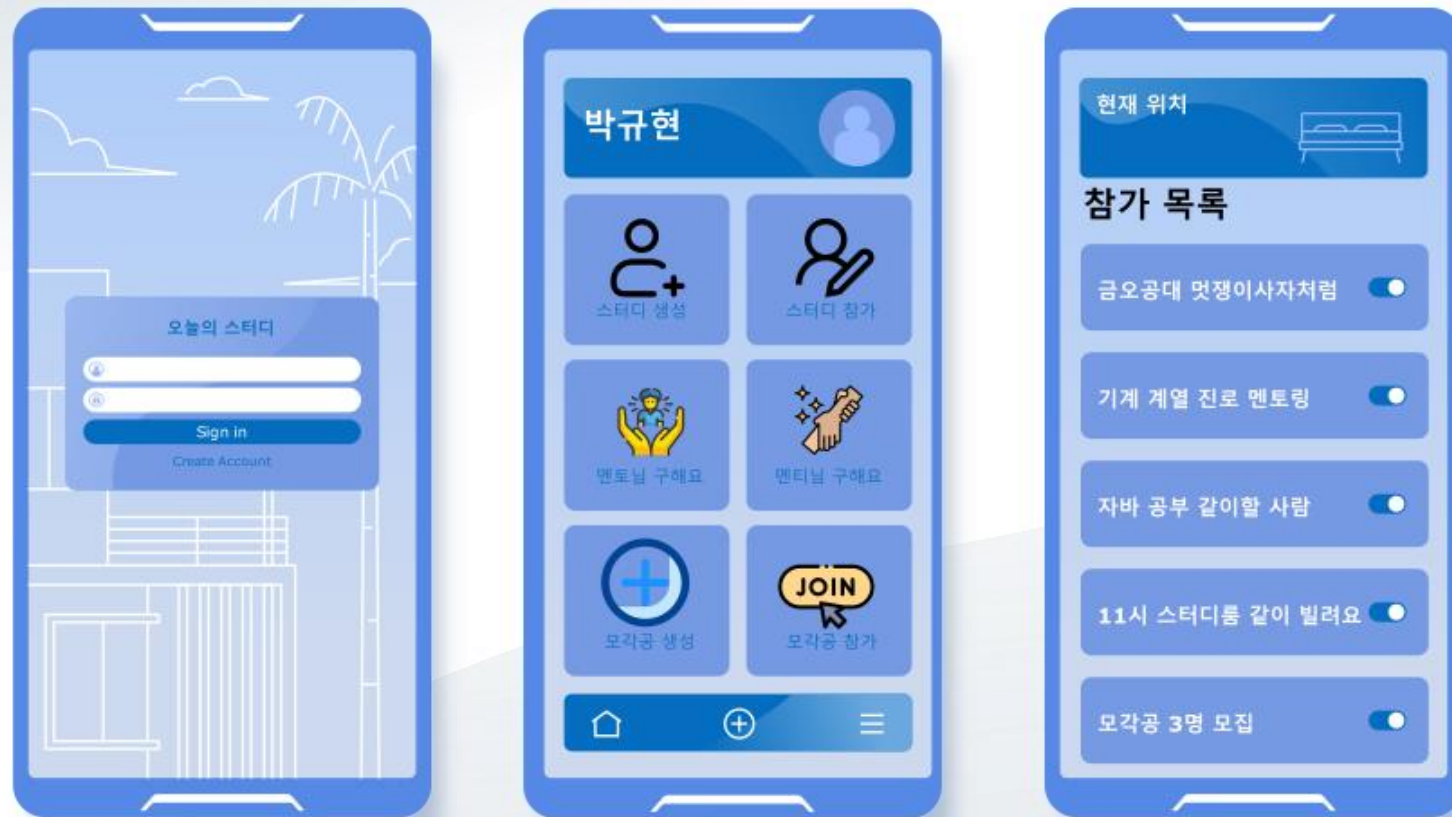 오늘의 스터디
Sign in
Create Account
박규현
스터디 생성
스터디 참가
멘토님 구해요
멘티님 구해요
모각공 생성
JOIN
모각공 참가
현재 위치
참가 목록
금오공대 멋쟁이사자처럼
기계 계열 진로 멘토링
자바 공부 같이할 사람
11시 스터디룸 같이 빌려요
모각공 3명 모집